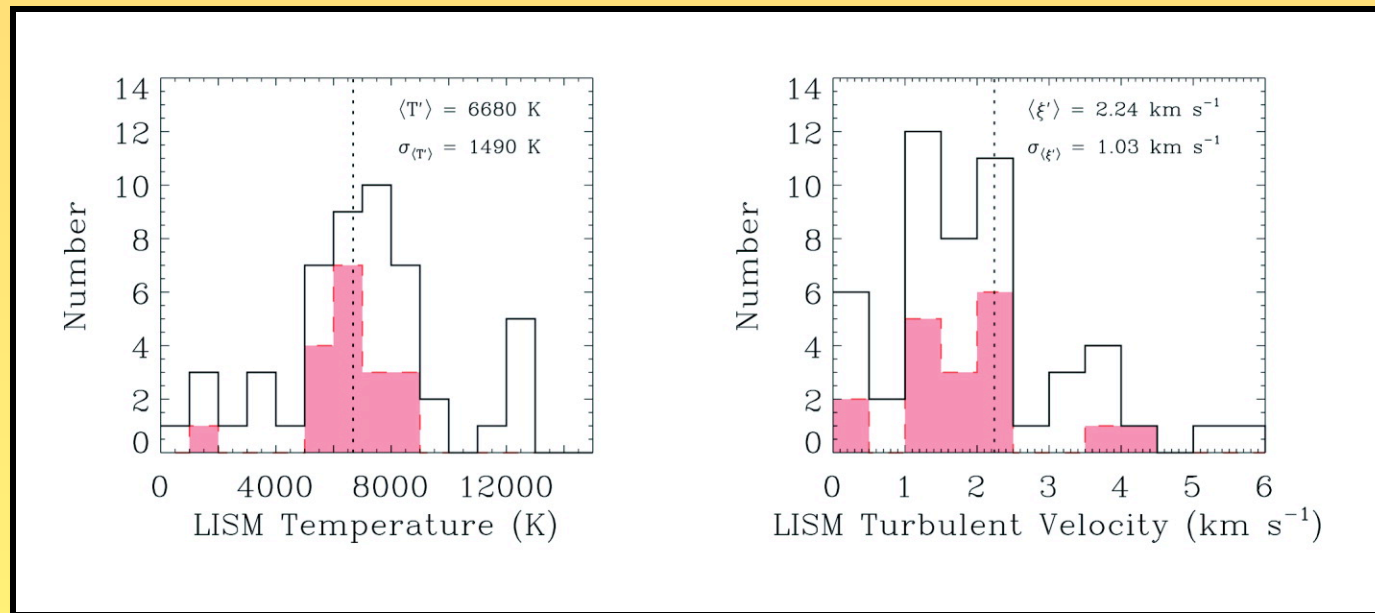 14
12
10
8
6
4
2
0
Number
⟨T'⟩ = 6680 K
σ⟨T'⟩ = 1490 K
0 4000 8000 12000
LISM Temperature (K)
14
12
10
8
6
4
2
0
Number
⟨ξ'⟩ = 2.24 km s⁻¹
σ⟨ξ'⟩ = 1.03 km s⁻¹
0 1 2 3 4 5 6
LISM Turbulent Velocity (km s⁻¹)